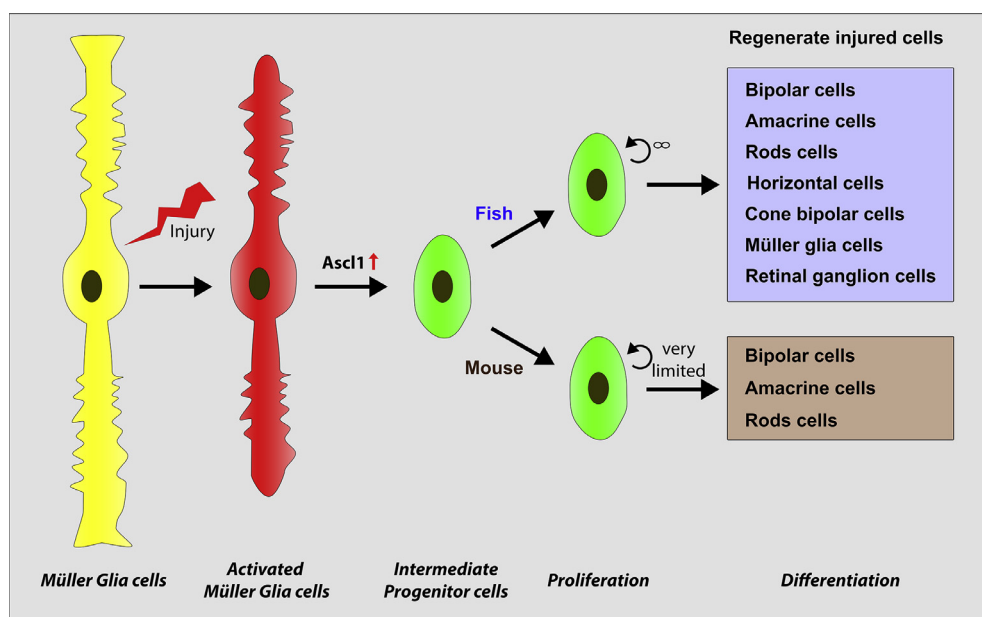 Regenerate injured cells
Bipolar cells
Amacrine cells
Rods cells
Horizontal cells
Cone bipolar cells
Müller glia cells
Retinal ganglion cells
Injury
Ascl1 ↑
Fish
∞
Mouse
very
limited
Bipolar cells
Amacrine cells
Rods cells
Müller Glia cells
Activated
Müller Glia cells
Intermediate
Progenitor cells
Proliferation
Differentiation